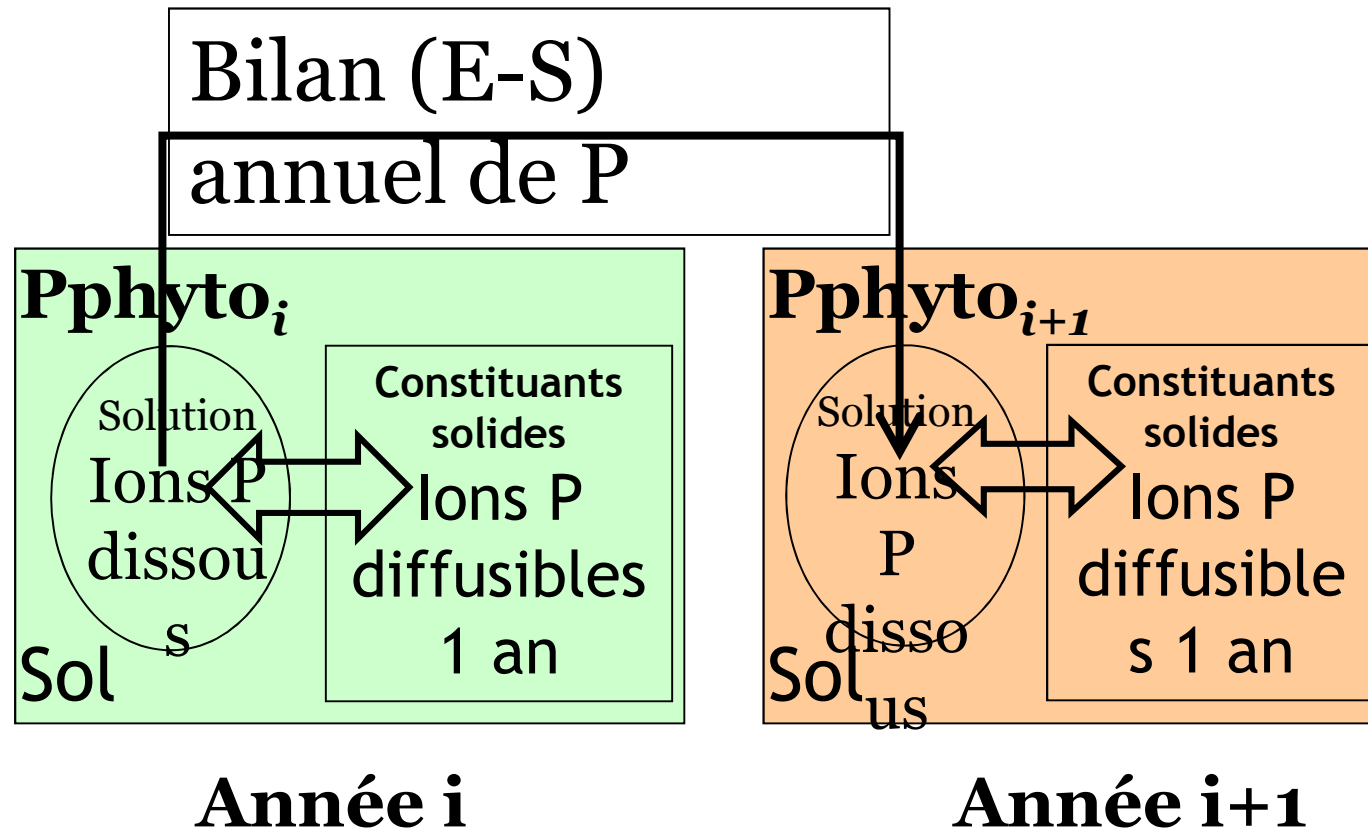 Bilan (E-S)
annuel de P
Pphytoi
Solution
Ions P
dissou
s
Constituants
solides
Ions P
diffusibles
1 an
Sol
Pphytoi+1
Solution
Ions
P
disso
us
Constituants
solides
Ions P
diffusible
s 1 an
Sol
Année i
Année i+1